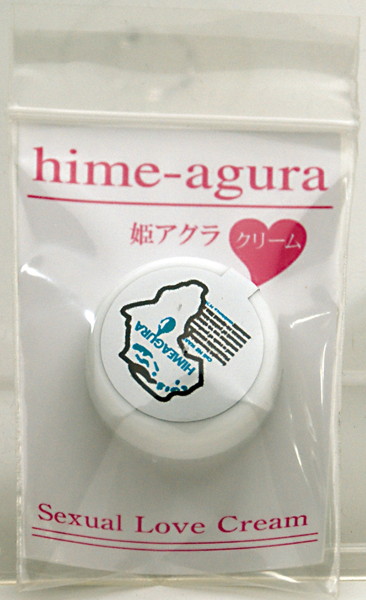 hime-agura
姫アグラ クリーム
HIMEAGURA
Sexual Love Cream